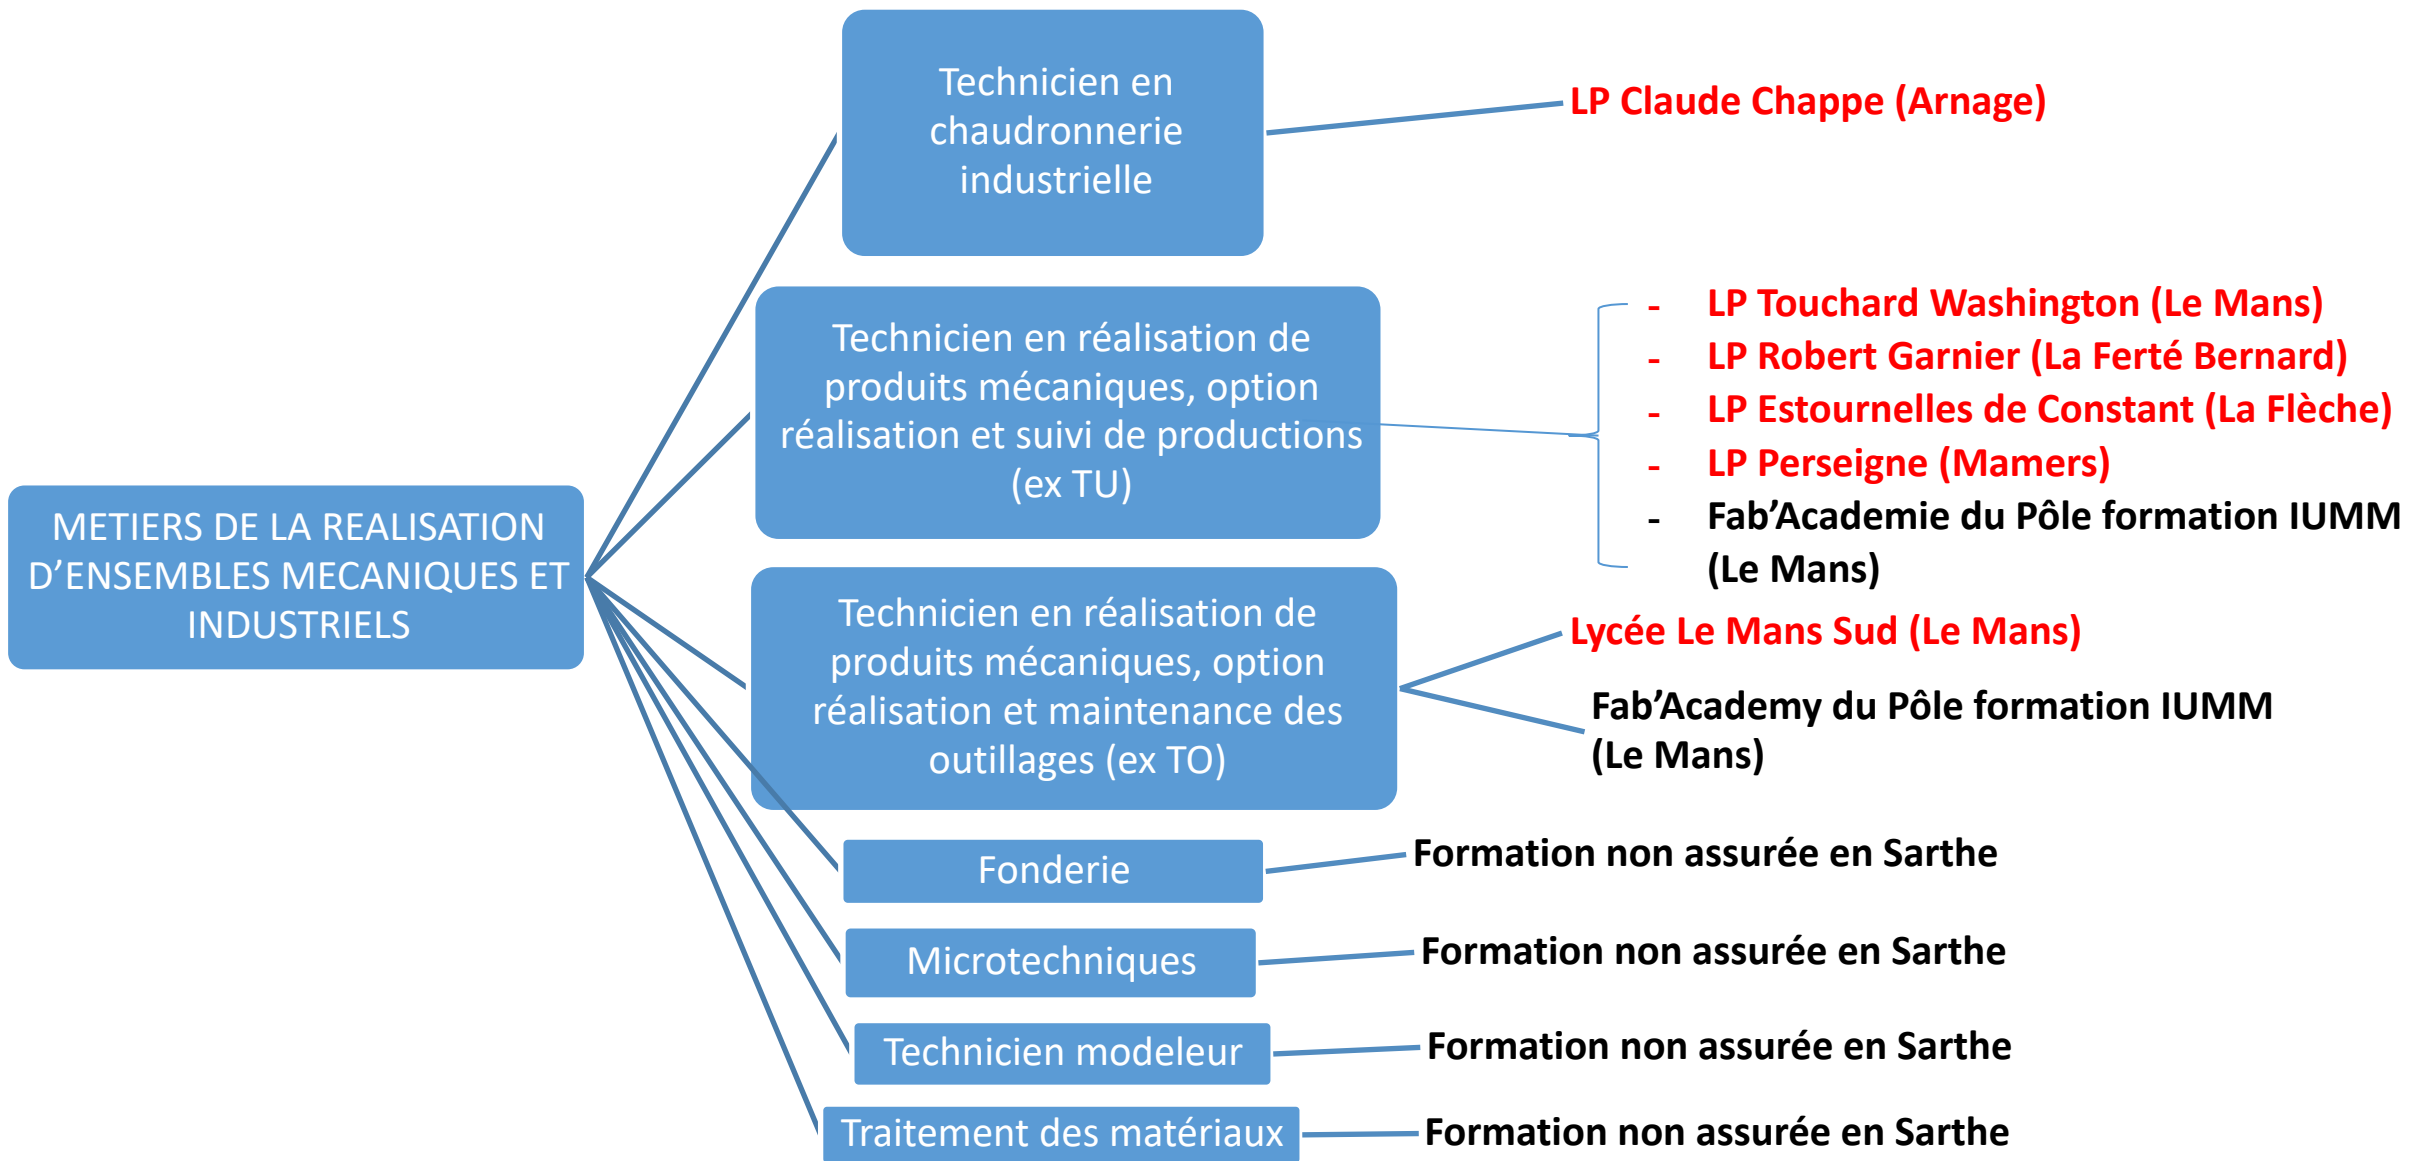 METIERS DE LA REALISATION
D’ENSEMBLES MECANIQUES ET
INDUSTRIELS
Technicien en
chaudronnerie
industrielle
LP Claude Chappe (Arnage)
Technicien en réalisation de
produits mécaniques, option
réalisation et suivi de productions
(ex TU)
- LP Touchard Washington (Le Mans)
- LP Robert Garnier (La Ferté Bernard)
- LP Estournelles de Constant (La Flèche)
- LP Perseigne (Mamers)
- Fab’Academie du Pôle formation IUMM
(Le Mans)
Technicien en réalisation de
produits mécaniques, option
réalisation et maintenance des
outillages (ex TO)
Lycée Le Mans Sud (Le Mans)
Fab’Academy du Pôle formation IUMM
(Le Mans)
Fonderie
Formation non assurée en Sarthe
Microtechniques
Formation non assurée en Sarthe
Technicien modeleur
Formation non assurée en Sarthe
Traitement des matériaux
Formation non assurée en Sarthe